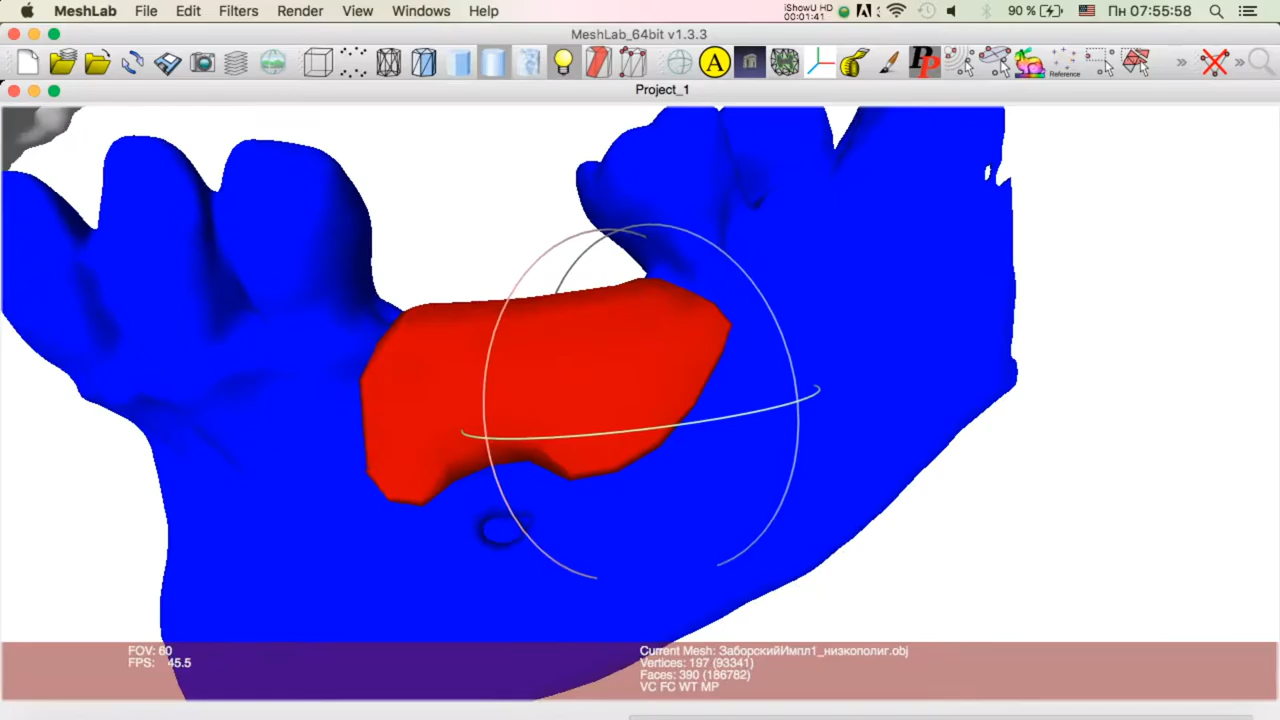 MeshLab File Edit Filters Render View Windows Help iShowU HD 00:01:41 90 % Пн 07:55:58
MeshLab_64bit v1.3.3
A PP Reference
Project_1
FOV: 60
FPS: 45.5
Current Mesh: ЗаборскийИмпл1_низкополиг.obj
Vertices: 197 (93341)
Faces: 390 (186782)
VC FC WT MP